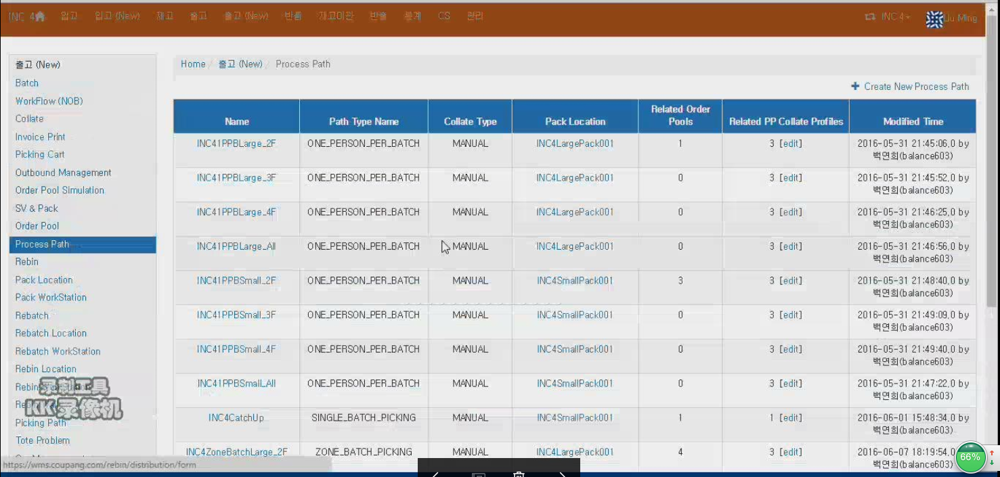 INC 4 입고 입고 (New) 재고 출고 출고 (New) 반품 재고이관 반출 통계 CS 관리 INC 4 Ju Ming
출고 (New)
Batch
WorkFlow (NOB)
Collate
Invoice Print
Picking Cart
Outbound Management
Order Pool Simulation
SV & Pack
Order Pool
Process Path
Rebin
Pack Location
Pack WorkStation
Rebatch
Rebatch Location
Rebatch WorkStation
Rebin Location
录制工具
KK录像机
Picking Path
Tote Problem
https://wms.coupang.com/rebin/distribution/form
Home / 출고 (New) / Process Path
Create New Process Path
Name Path Type Name Collate Type Pack Location Related Order Pools Related PP Collate Profiles Modified Time
INC41PPBLarge_2F ONE_PERSON_PER_BATCH MANUAL INC4LargePack001 1 3 [edit] 2016-05-31 21:45:06.0 by
백연희(balance603)
INC41PPBLarge_3F ONE_PERSON_PER_BATCH MANUAL INC4LargePack001 0 3 [edit] 2016-05-31 21:45:52.0 by
백연희(balance603)
INC41PPBLarge_4F ONE_PERSON_PER_BATCH MANUAL INC4LargePack001 0 3 [edit] 2016-05-31 21:46:25.0 by
백연희(balance603)
INC41PPBLarge_All ONE_PERSON_PER_BATCH MANUAL INC4LargePack001 0 3 [edit] 2016-05-31 21:46:56.0 by
백연희(balance603)
INC41PPBSmall_2F ONE_PERSON_PER_BATCH MANUAL INC4SmallPack001 3 3 [edit] 2016-05-31 21:48:40.0 by
백연희(balance603)
INC41PPBSmall_3F ONE_PERSON_PER_BATCH MANUAL INC4SmallPack001 0 3 [edit] 2016-05-31 21:49:09.0 by
백연희(balance603)
INC41PPBSmall_4F ONE_PERSON_PER_BATCH MANUAL INC4SmallPack001 0 3 [edit] 2016-05-31 21:49:40.0 by
백연희(balance603)
INC41PPBSmall_All ONE_PERSON_PER_BATCH MANUAL INC4SmallPack001 0 3 [edit] 2016-05-31 21:47:22.0 by
백연희(balance603)
INC4CatchUp SINGLE_BATCH_PICKING MANUAL INC4SmallPack001 1 1 [edit] 2016-06-01 15:48:34.0 by
백연희(balance603)
INC4ZoneBatchLarge_2F ZONE_BATCH_PICKING MANUAL INC4LargePack001 4 3 [edit] 2016-06-07 18:19:54.0
백연희(balance603)
66%